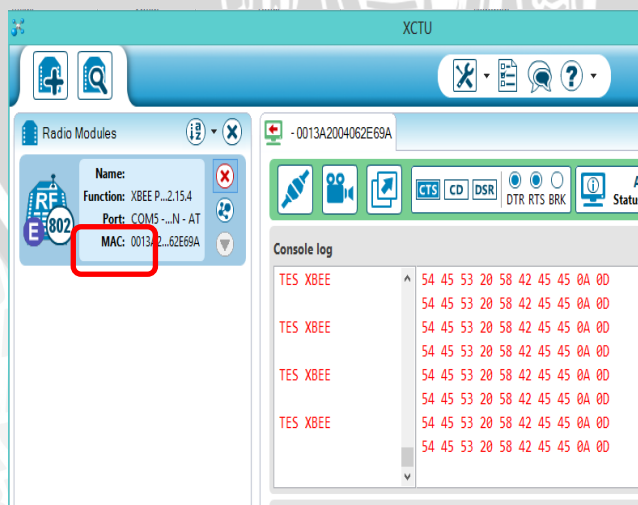 XCTU
Radio Modules
- 0013A2004062E69A
Name:
Function: XBEE P...2.15.4
Port: COM5 -...N - AT
MAC: 0013A2...62E69A
RF
802
E
CTS CD DSR
DTR RTS BRK
Status
Console log
TES XBEE
54 45 53 20 58 42 45 45 0A 0D
54 45 53 20 58 42 45 45 0A 0D
TES XBEE
54 45 53 20 58 42 45 45 0A 0D
54 45 53 20 58 42 45 45 0A 0D
TES XBEE
54 45 53 20 58 42 45 45 0A 0D
54 45 53 20 58 42 45 45 0A 0D
TES XBEE
54 45 53 20 58 42 45 45 0A 0D
54 45 53 20 58 42 45 45 0A 0D